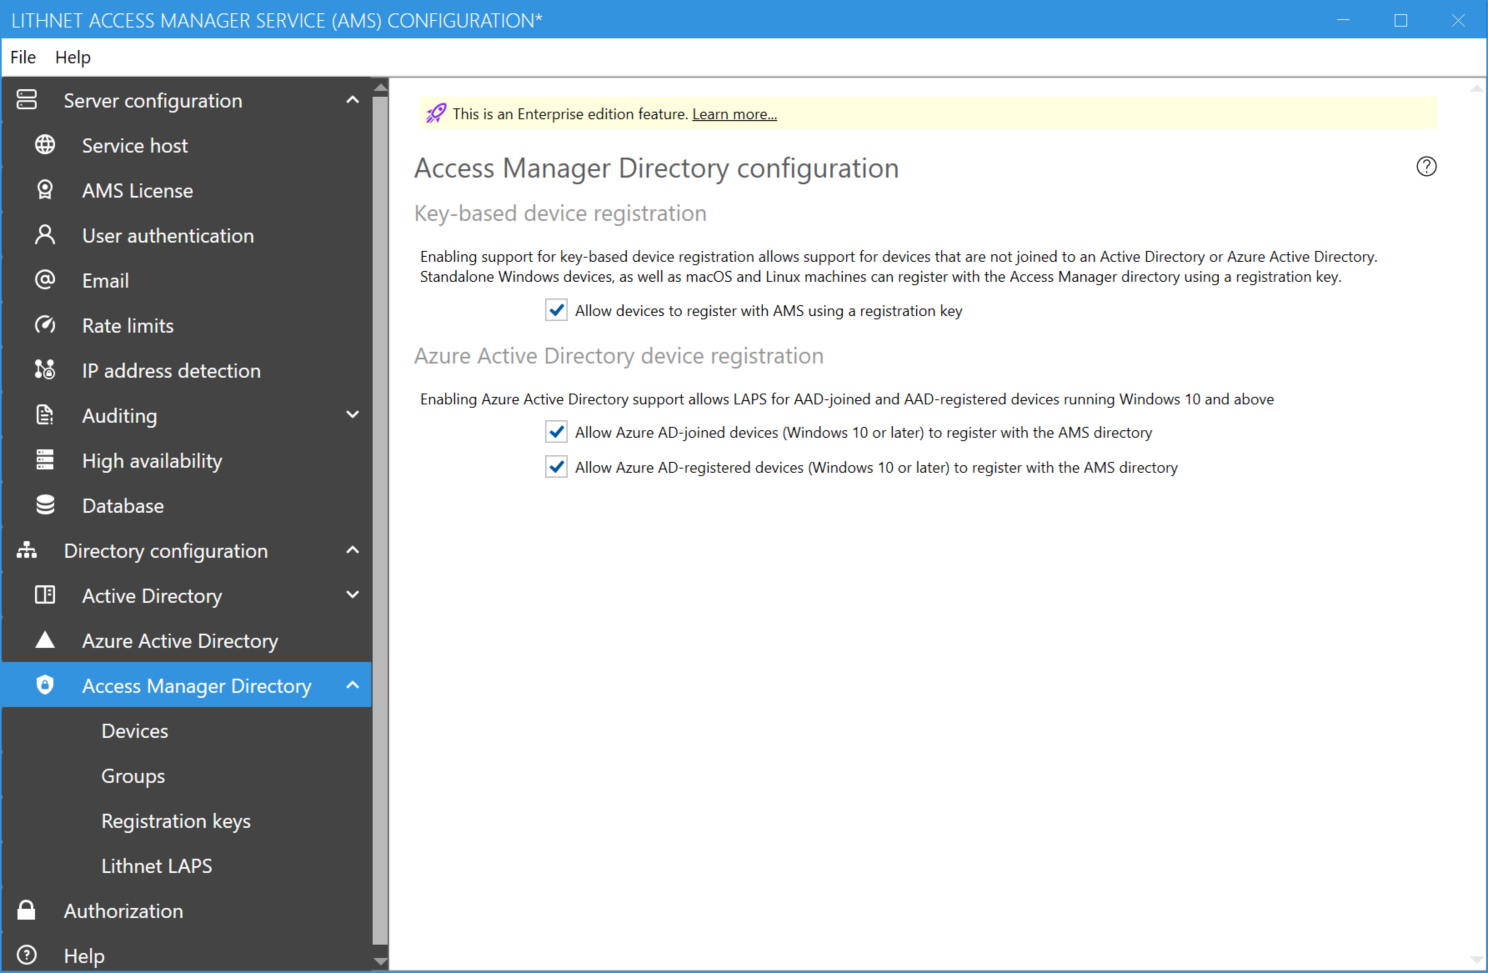 LITHNET ACCESS MANAGER SERVICE (AMS) CONFIGURATION*
File Help
Server configuration
Service host
AMS License
User authentication
Email
Rate limits
IP address detection
Auditing
High availability
Database
Directory configuration
Active Directory
Azure Active Directory
Access Manager Directory
Devices
Groups
Registration keys
Lithnet LAPS
Authorization
Help
This is an Enterprise edition feature. Learn more...
Access Manager Directory configuration
Key-based device registration
Enabling support for key-based device registration allows support for devices that are not joined to an Active Directory or Azure Active Directory.
Standalone Windows devices, as well as macOS and Linux machines can register with the Access Manager directory using a registration key.
Allow devices to register with AMS using a registration key
Azure Active Directory device registration
Enabling Azure Active Directory support allows LAPS for AAD-joined and AAD-registered devices running Windows 10 and above
Allow Azure AD-joined devices (Windows 10 or later) to register with the AMS directory
Allow Azure AD-registered devices (Windows 10 or later) to register with the AMS directory